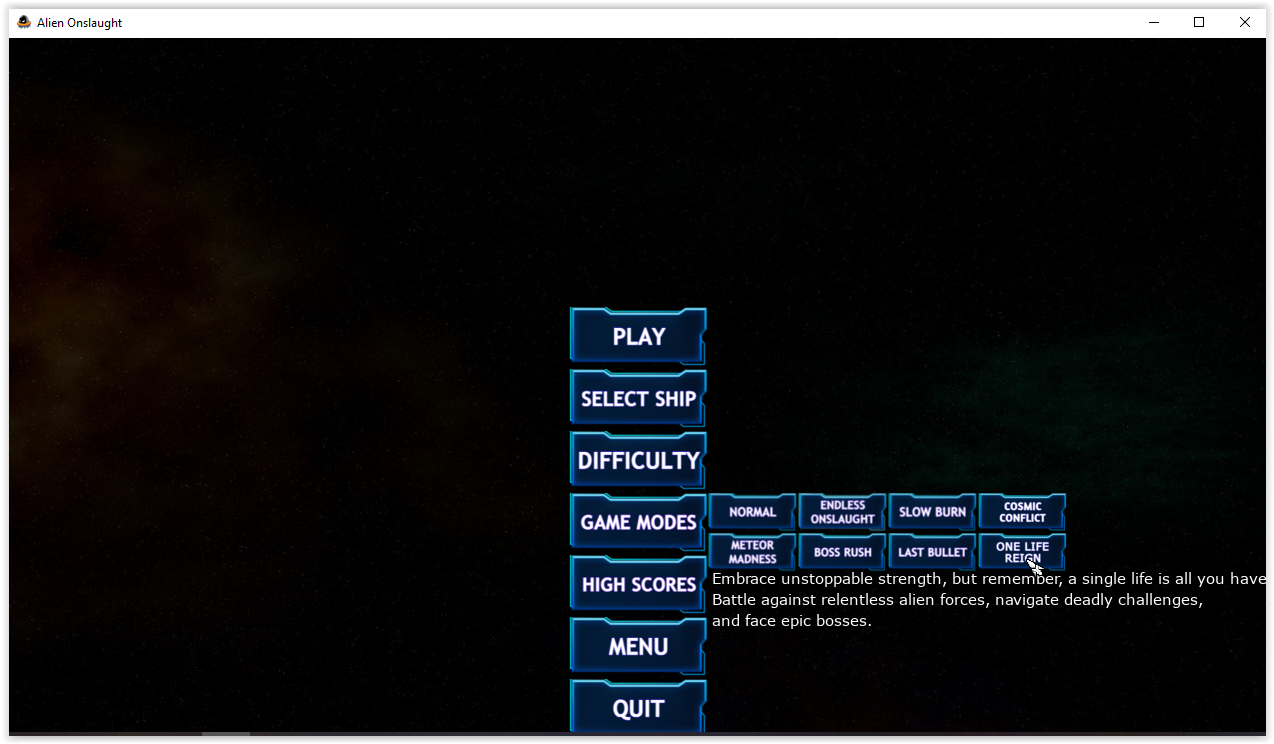 Alien Onslaught
PLAY
SELECT SHIP
DIFFICULTY
GAME MODES
NORMAL
ENDLESS
ONSLAUGHT
SLOW BURN
COSMIC
CONFLICT
METEOR
MADNESS
BOSS RUSH
LAST BULLET
ONE LIFE
REIGN
Embrace unstoppable strength, but remember, a single life is all you have
Battle against relentless alien forces, navigate deadly challenges,
and face epic bosses.
HIGH SCORES
MENU
QUIT